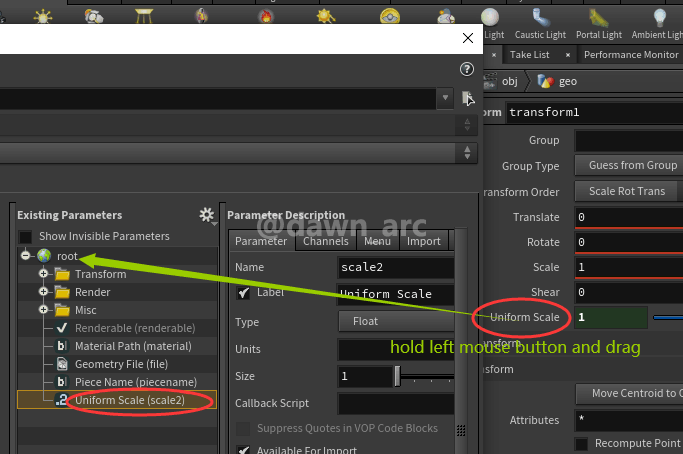 Light
Caustic Light
Portal Light
Ambient Light
Take List
Performance Monitor
obj
geo
transform1
Group
Group Type
Guess from Group
Transform Order
Scale Rot Trans
Translate
0
Rotate
0
Scale
1
Shear
0
Uniform Scale
1
hold left mouse button and drag
Move Centroid to
Attributes
*
Recompute Point
Existing Parameters
Show Invisible Parameters
root
Transform
Render
Misc
Renderable (renderable)
Material Path (material)
Geometry File (file)
Piece Name (piecename)
Uniform Scale (scale2)
Parameter Description
@dawn_arc
Parameter
Channels
Menu
Import
Name
scale2
Label
Uniform Scale
Type
Float
Units
Size
1
Callback Script
Suppress Quotes in VOP Code Blocks
Available For Import